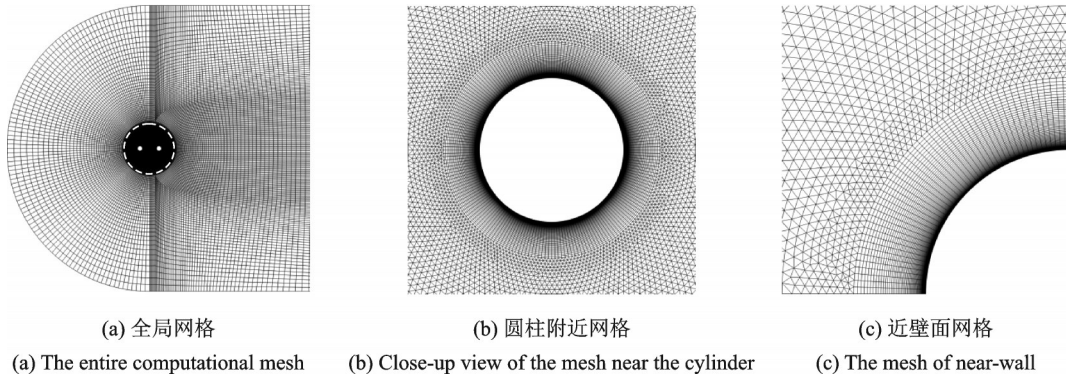 (a) 全局网格
(b) 圆柱附近网格
(c) 近壁面网格
(a) The entire computational mesh
(b) Close-up view of the mesh near the cylinder
(c) The mesh of near-wall